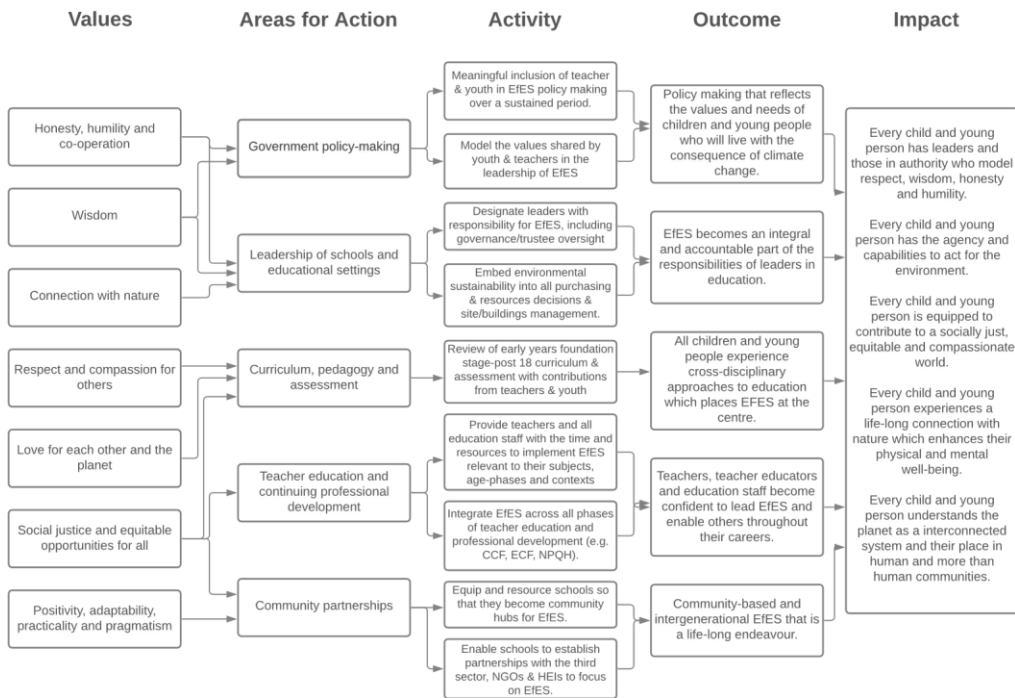 Values
Areas for Action
Activity
Outcome
Impact
Honesty, humility and
co-operation
Wisdom
Connection with nature
Respect and compassion for
others
Love for each other and the
planet
Social justice and equitable
opportunities for all
Positivity, adaptability,
practicality and pragmatism
Government policy-making
Leadership of schools and
educational settings
Curriculum, pedagogy and
assessment
Teacher education and
continuing professional
development
Community partnerships
Meaningful inclusion of teacher
& youth in EfES policy making
over a sustained period.
Model the values shared by
youth & teachers in the
leadership of EfES
Designate leaders with
responsibility for EfES, including
governance/trustee oversight
Embed environmental
sustainability into all purchasing
& resources decisions &
site/buildings management.
Review of early years foundation
stage-post 18 curriculum &
assessment with contributions
from teachers & youth
Provide teachers and all
education staff with the time and
resources to implement EfES
relevant to their subjects,
age-phases and contexts
Integrate EfES across all phases
of teacher education and
professional development (e.g.
CCF, ECF, NPQH).
Equip and resource schools so
that they become community
hubs for EfES.
Enable schools to establish
partnerships with the third
sector, NGOs & HEIs to focus
on EfES.
Policy making that reflects
the values and needs of
children and young people
who will live with the
consequence of climate
change.
EfES becomes an integral
and accountable part of the
responsibilities of leaders in
education.
All children and young
people experience
cross-disciplinary
approaches to education
which places EFES at the
centre.
Teachers, teacher educators
and education staff become
confident to lead EfES and
enable others throughout
their careers.
Community-based and
intergenerational EfES that is
a life-long endeavour.
Every child and young
person has leaders and
those in authority who model
respect, wisdom, honesty
and humility.
Every child and young
person has the agency and
capabilities to act for the
environment.
Every child and young
person is equipped to
contribute to a socially just,
equitable and compassionate
world.
Every child and young
person experiences a
life-long connection with
nature which enhances their
physical and mental
well-being.
Every child and young
person understands the
planet as a interconnected
system and their place in
human and more than
human communities.